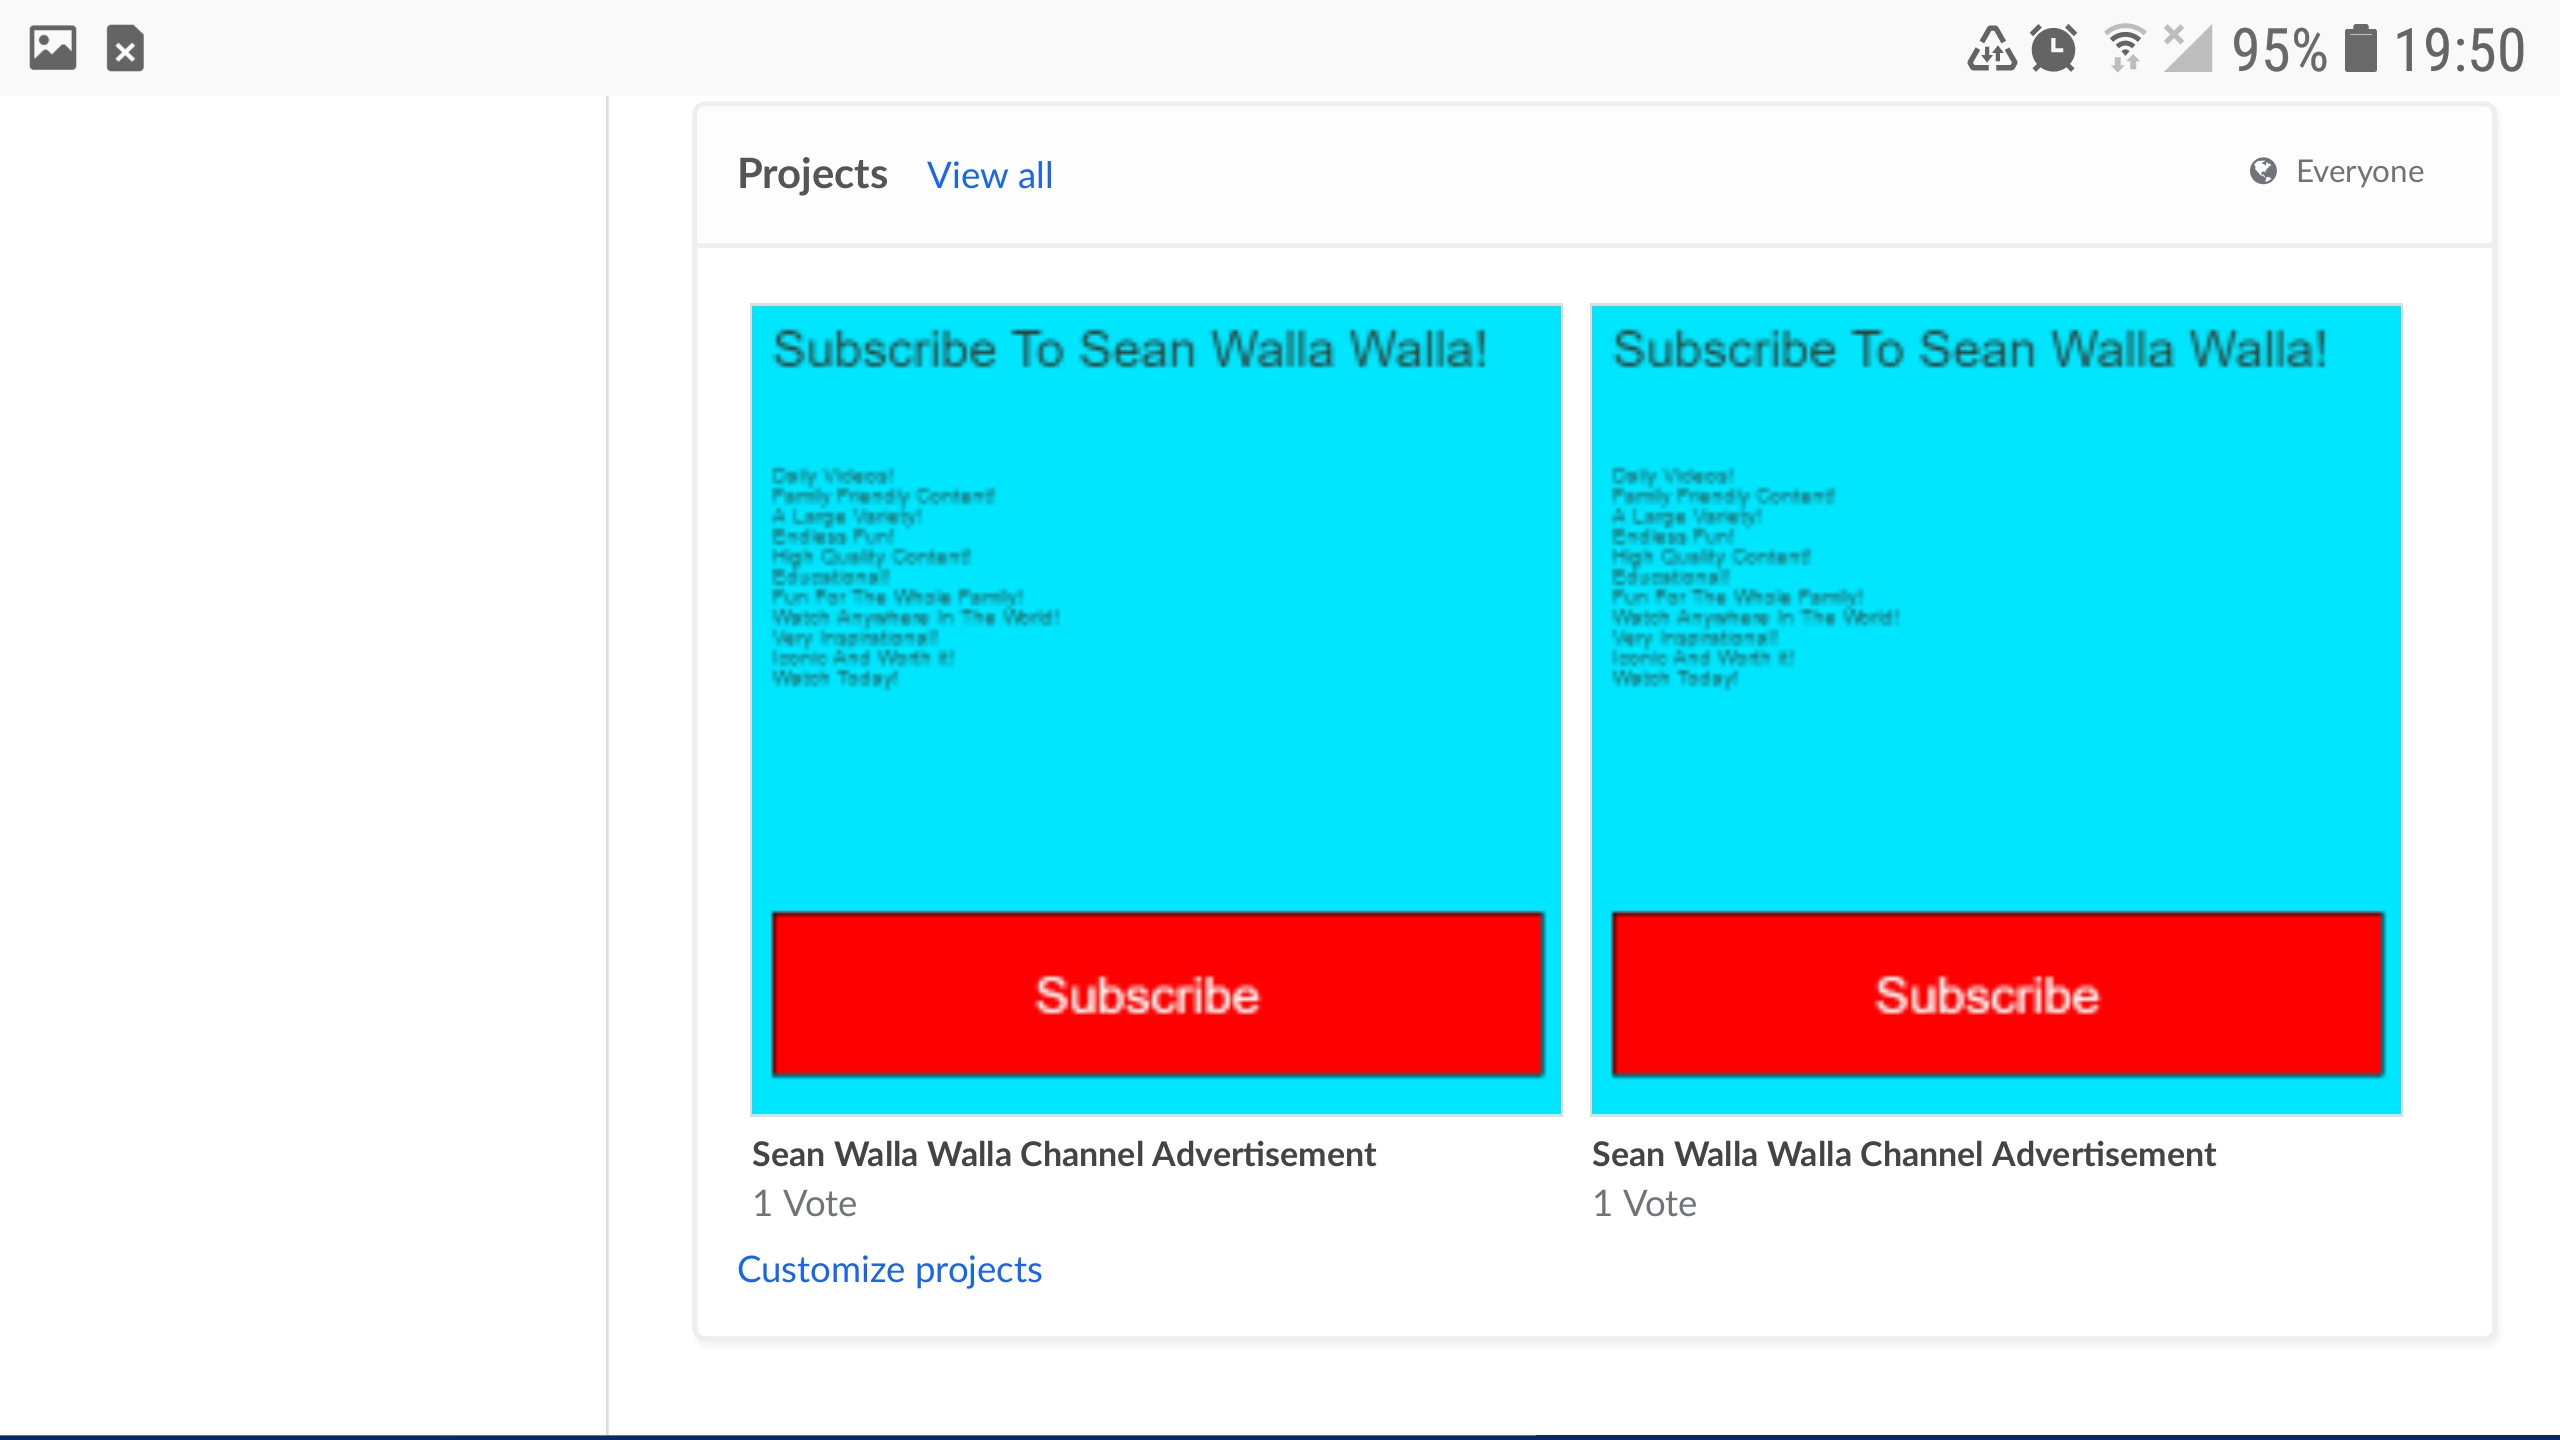 95% 19:50
Projects View all Everyone
Subscribe To Sean Walla Walla!
Daily Videos!
Family Friendly Content!
A Large Variety!
Endless Fun!
High Quality Content!
Educational!
Fun For The Whole Family!
Watch Anywhere In The World!
Very Inspirational!
Iconic And Worth it!
Watch Today!
Subscribe
Sean Walla Walla Channel Advertisement
1 Vote
Subscribe To Sean Walla Walla!
Daily Videos!
Family Friendly Content!
A Large Variety!
Endless Fun!
High Quality Content!
Educational!
Fun For The Whole Family!
Watch Anywhere In The World!
Very Inspirational!
Iconic And Worth it!
Watch Today!
Subscribe
Sean Walla Walla Channel Advertisement
1 Vote
Customize projects